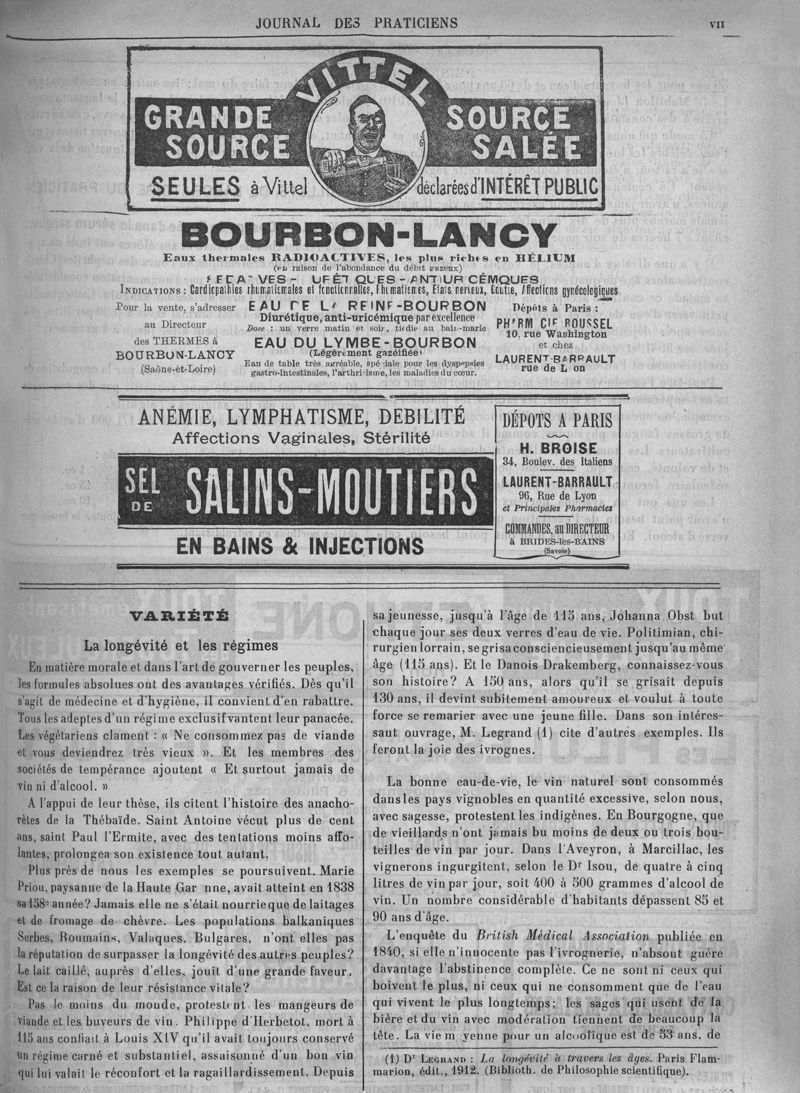 JOURNAL DES PRATICIENS
VII
VITTEL
GRANDE SOURCE
SOURCE SALÉE
SEULES à Vittel
déclarées d'INTÉRÊT PUBLIC
BOURBON-LANCY
Eaux thermales RADIOACTIVES, les plus riches en HÉLIUM
(en raison de l'abondance du débit gazeux)
INDICATIONS : Cardiopathies rhumatismales et fonctionnelles, Rhumatismes, Etats nerveux, Goutte, Affections gynécologiques
Pour la vente, s'adresser
au Directeur
des THERMES à
BOURBON-LANCY
(Saône-et-Loire)
EAU DE LA REINE-BOURBON
Diurétique, anti-uricémique par excellence
Dose : un verre matin et soir, tiédie au bain-marie
EAU DU LYMBE-BOURBON
(Légèrement gazéifiée)
Eau de table très agréable, spéciale pour les dyspepsies
gastro-intestinales, l'arthritisme, les maladies du cœur.
Dépôts à Paris :
PH'RM CIE ROUSSEL
10, rue Washington
et chez
LAURENT-BARRAULT
rue de L on
ANÉMIE, LYMPHATISME, DEBILITÉ
Affections Vaginales, Stérilité
SEL DE SALINS-MOUTIERS
EN BAINS & INJECTIONS
DÉPOTS A PARIS
H. BROISE
34, Boulev. des Italiens
LAURENT-BARRAULT
96, Rue de Lyon
et Principales Pharmacies
COMMANDES, au DIRECTEUR
à BRIDES-les-BAINS
(Savoie)
VARIÉTÉ
La longévité et les régimes
En matière morale et dans l'art de gouverner les peuples,
les formules absolues ont des avantages vérifiés. Dès qu'il
s'agit de médecine et d'hygiène, il convient d'en rabattre.
Tous les adeptes d'un régime exclusif vantent leur panacée.
Les végétariens clament : « Ne consommez pas de viande
et vous deviendrez très vieux ». Et les membres des
sociétés de tempérance ajoutent « Et surtout jamais de
vin ni d'alcool. »
A l'appui de leur thèse, ils citent l'histoire des anacho-
rètes de la Thébaïde. Saint Antoine vécut plus de cent
ans, saint Paul l'Ermite, avec des tentations moins affo-
lantes, prolongea son existence tout autant.
Plus près de nous les exemples se poursuivent. Marie
Priou, paysanne de la Haute Gar nne, avait atteint en 1838
sa 158e année? Jamais elle ne s'était nourrie que de laitages
et de fromage de chèvre. Les populations balkaniques
Serbes, Roumains, Valaques, Bulgares, n'ont elles pas
la réputation de surpasser la longévité des autres peuples?
Le lait caillé, auprès d'elles, jouit d'une grande faveur.
Est ce la raison de leur résistance vitale?
Pas le moins du monde, protestent les mangeurs de
viande et les buveurs de vin. Philippe d'Herbelot, mort à
115 ans confiait à Louis XIV qu'il avait toujours conservé
un régime carné et substantiel, assaisonné d'un bon vin
qui lui valait le réconfort et la ragaillardissement. Depuis
sa jeunesse, jusqu'à l'âge de 115 ans, Johanna Obst but
chaque jour ses deux verres d'eau de vie. Politimian, chi-
rurgien lorrain, se grisa consciencieusement jusqu'au même
âge (115 ans). Et le Danois Drakemberg, connaissez-vous
son histoire? A 150 ans, alors qu'il se grisait depuis
130 ans, il devint subitement amoureux et voulut à toute
force se remarier avec une jeune fille. Dans son intéres-
sant ouvrage, M. Legrand (1) cite d'autres exemples. Ils
feront la joie des ivrognes.
La bonne eau-de-vie, le vin naturel sont consommés
dans les pays vignobles en quantité excessive, selon nous,
avec sagesse, protestent les indigènes. En Bourgogne, que
de vieillards n'ont jamais bu moins de deux ou trois bou-
teilles de vin par jour. Dans l'Aveyron, à Marcillac, les
vignerons ingurgitent, selon le Dr Isou, de quatre à cinq
litres de vin par jour, soit 400 à 500 grammes d'alcool de
vin. Un nombre considérable d'habitants dépassent 85 et
90 ans d'âge.
L'enquête du British Médical Association publiée en
1840, si elle n'innocente pas l'ivrognerie, n'absout guère
davantage l'abstinence complète. Ce ne sont ni ceux qui
boivent le plus, ni ceux qui ne consomment que de l'eau
qui vivent le plus longtemps; les sages qui usent de la
bière et du vin avec modération tiennent de beaucoup la
tête. La vie m yenne pour un alcoolique est de 53 ans, de
(1) Dr LEGRAND : La longévité à travers les âges. Paris Flam-
marion, édit., 1912. (Biblioth. de Philosophie scientifique).